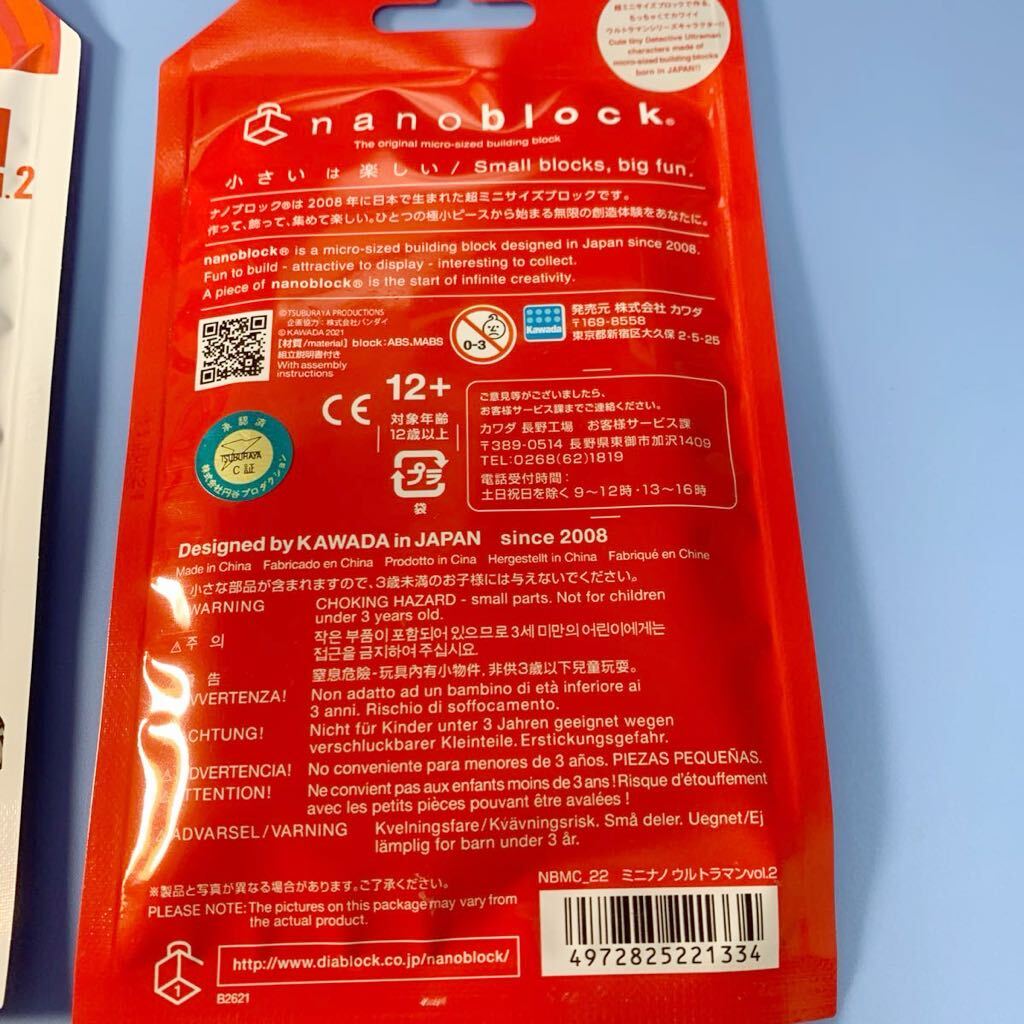 超ミニサイズブロックで作る、
ちっちゃくてカワイイ
ウルトラマンシリーズキャラクター!!
Cute tiny Detective Ultraman
characters made of
micro-sized building blocks
born in JAPAN!!
.2
nanoblock®
The original micro-sized building block
小さいは楽しい / Small blocks, big fun.
ナノブロック®は2008年に日本で生まれた超ミニサイズブロックです。
作って、飾って、集めて楽しい。ひとつの極小ピースから始まる無限の創造体験をあなたに。
nanoblock® is a micro-sized building block designed in Japan since 2008.
Fun to build - attractive to display - interesting to collect.
A piece of nanoblock® is the start of infinite creativity.
©TSUBURAYA PRODUCTIONS
企画協力:株式会社バンダイ
©KAWADA 2021
[材質/material] block:ABS.MABS
組立説明書付き
With assembly
instructions
0-3
Kawada
発売元 株式会社 カワダ
〒169-8558
東京都新宿区大久保 2-5-25
CE
12+
対象年齢
12歳以上
プラ
袋
ご意見等がございましたら、
お客様サービス課までご連絡ください。
カワダ 長野工場 お客様サービス課
〒389-0514 長野県東御市加沢1409
TEL:0268(62)1819
電話受付時間:
土日祝日を除く 9〜12時・13〜16時
承認済
TSUBURAYA
C 証
株式会社円谷プロダクション
Designed by KAWADA in JAPAN since 2008
Made in China Fabricado en China Prodotto in Cina Hergestellt in China Fabriqué en Chine
小さな部品が含まれますので、3歳未満のお子様には与えないでください。
WARNING CHOKING HAZARD - small parts. Not for children
under 3 years old.
주 의 작은 부품이 포함되어 있으므로 3세 미만의 어린이에게는
접근을 금지하여 주십시요.
告 窒息危險-玩具內有小物件, 非供3歲以下兒童玩耍。
VVERTENZA! Non adatto ad un bambino di età inferiore ai
3 anni. Rischio di soffocamento.
CHTUNG! Nicht für Kinder unter 3 Jahren geeignet wegen
verschluckbarer Kleinteile. Erstickungsgefahr.
DVERTENCIA! No conveniente para menores de 3 años. PIEZAS PEQUEÑAS.
TTENTION! Ne convient pas aux enfants moins de 3 ans! Risque d'étouffement
avec les petits pièces pouvant être avalées!
ADVARSEL/VARNING Kvelningsfare/Kvävningsrisk. Små deler. Uegnet/Ej
lämplig for barn under 3 år.
※製品と写真が異なる場合があります。ご了承ください。
PLEASE NOTE: The pictures on this package may vary from
the actual product.
NBMC_22 ミニナノ ウルトラマンvol.2
4972825221334
1
http://www.diablock.co.jp/nanoblock/
B2621